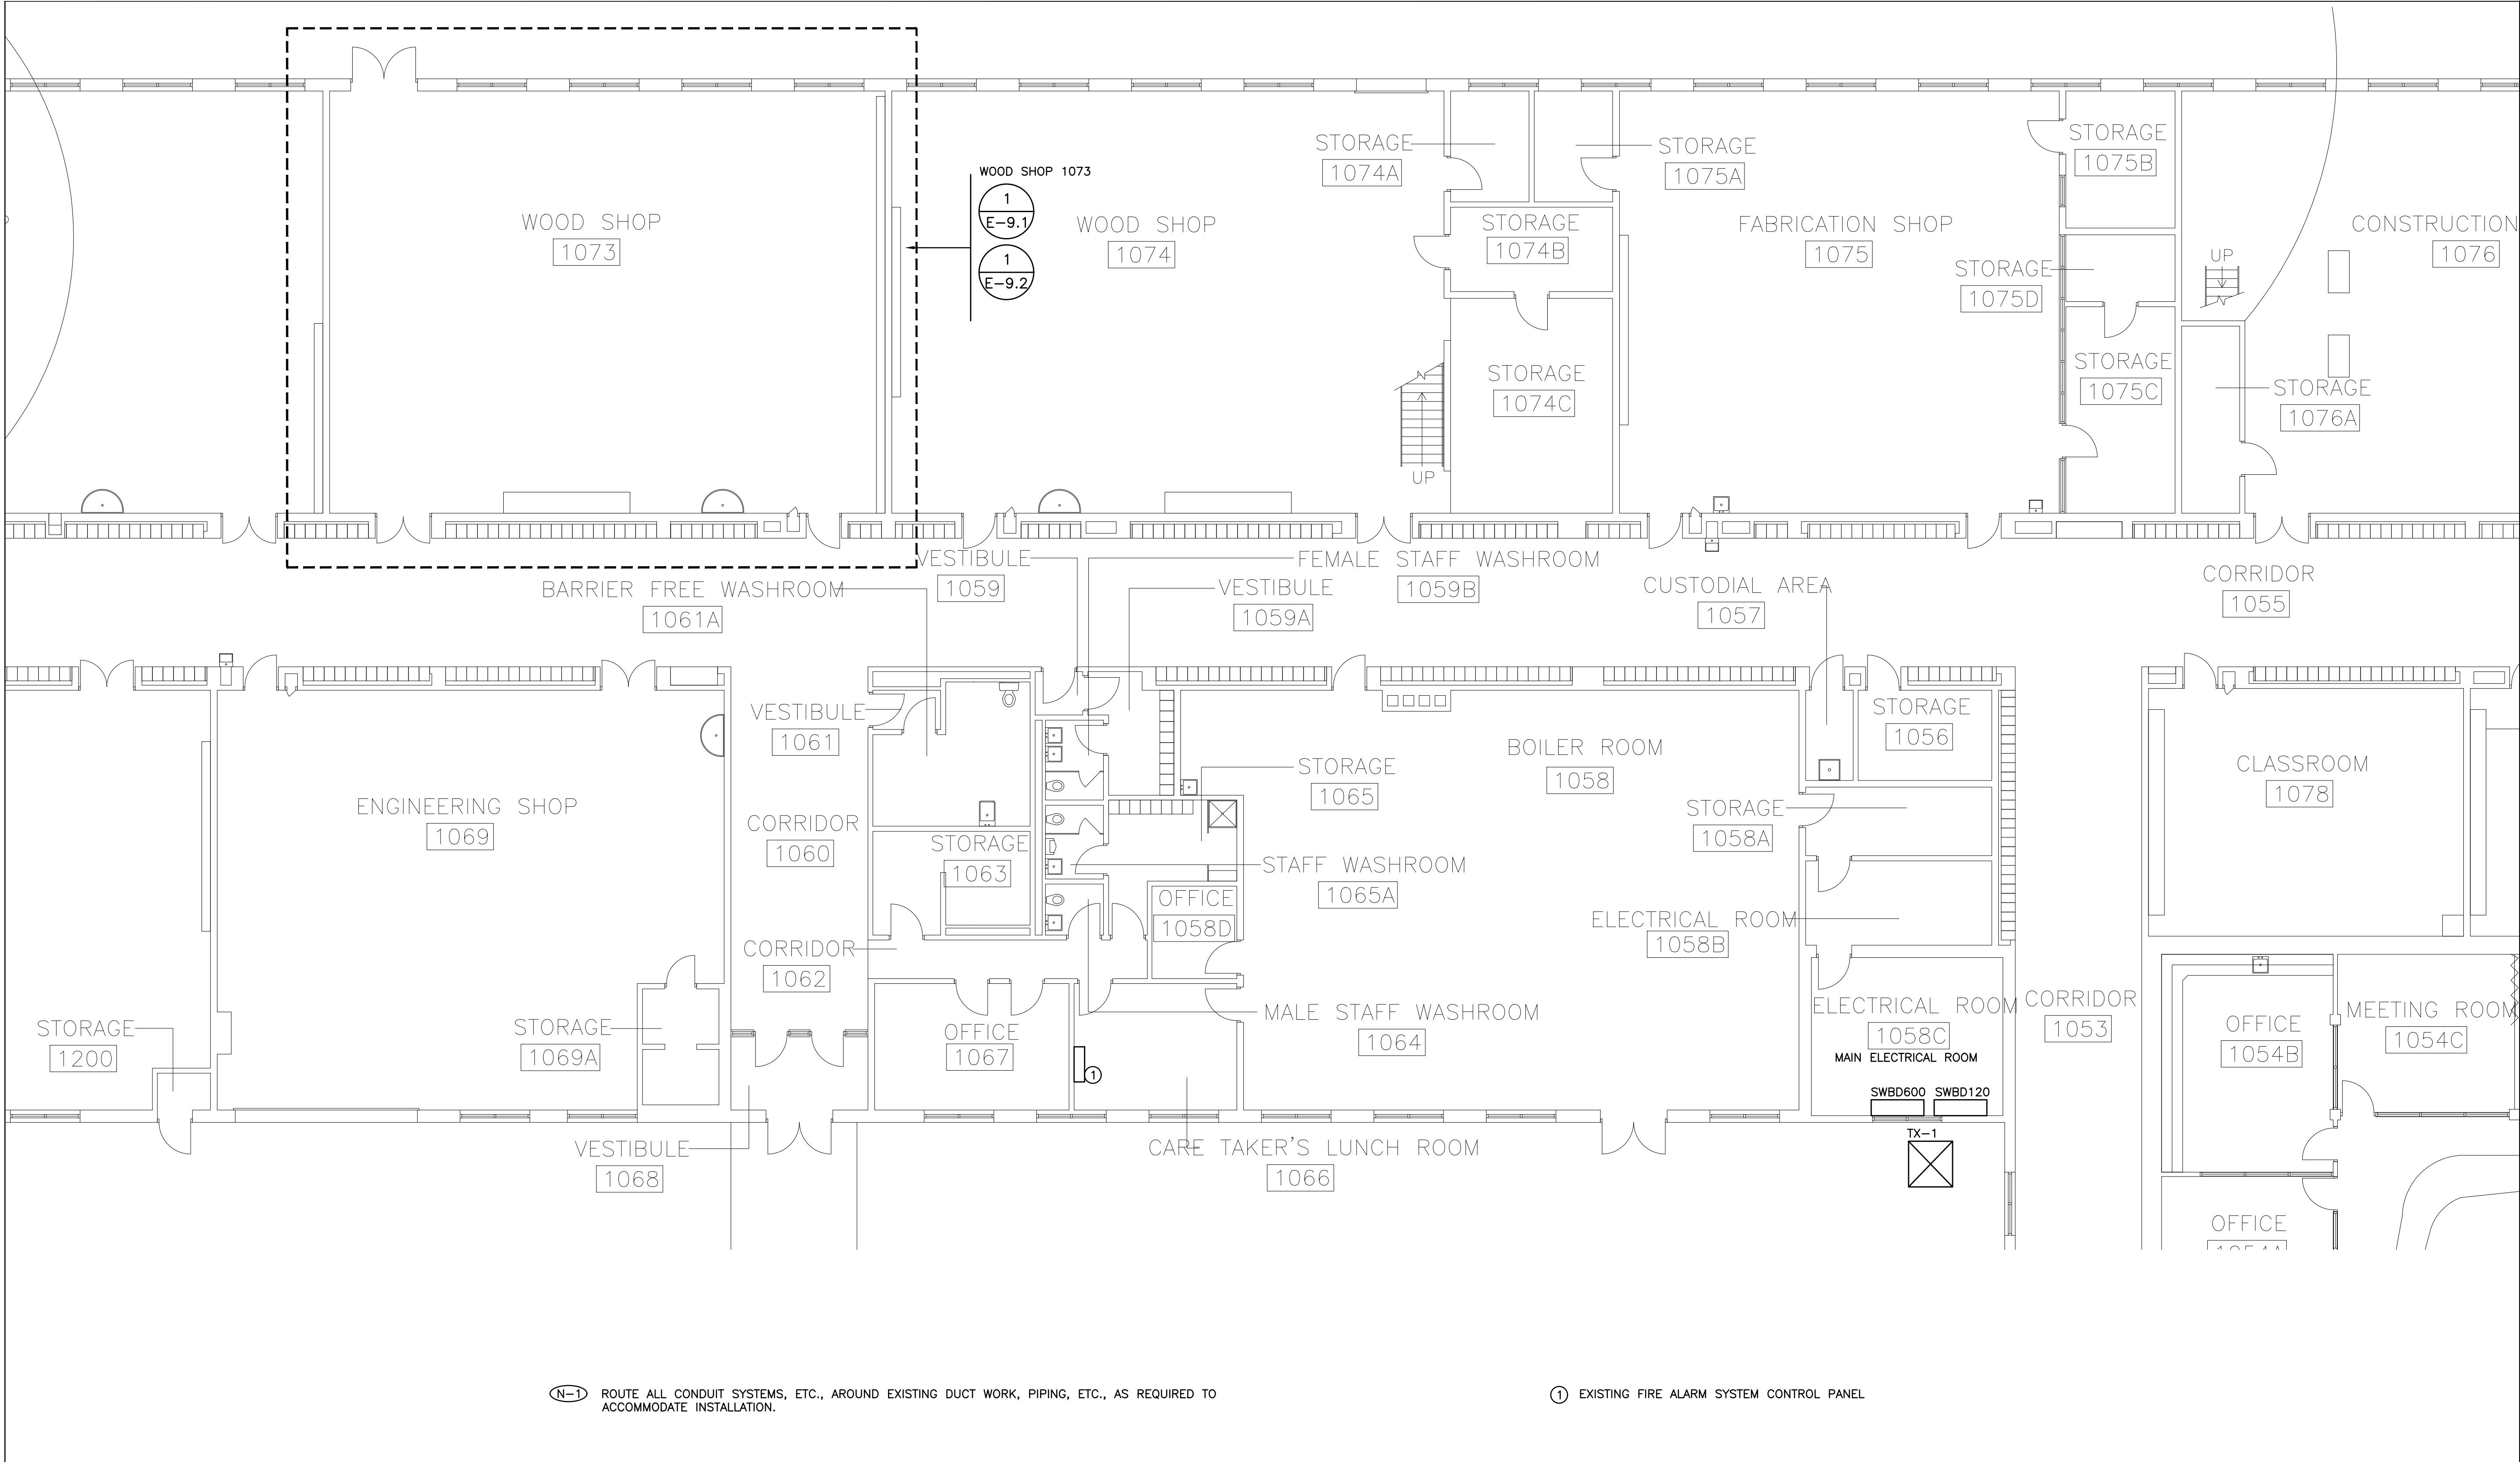 WOOD SHOP
1073
WOOD SHOP 1073
1
E-9.1
1
E-9.2
WOOD SHOP
1074
STORAGE
1074A
STORAGE
1074B
STORAGE
1074C
UP
STORAGE
1075A
FABRICATION SHOP
1075
STORAGE
1075B
STORAGE
1075D
STORAGE
1075C
UP
CONSTRUCTION
1076
STORAGE
1076A
BARRIER FREE WASHROOM
1061A
VESTIBULE
1059
FEMALE STAFF WASHROOM
1059B
VESTIBULE
1059A
CUSTODIAL AREA
1057
CORRIDOR
1055
VESTIBULE
1061
ENGINEERING SHOP
1069
CORRIDOR
1060
STORAGE
1063
STORAGE
1065
BOILER ROOM
1058
STORAGE
1056
STORAGE
1058A
CLASSROOM
1078
STAFF WASHROOM
1065A
OFFICE
1058D
ELECTRICAL ROOM
1058B
CORRIDOR
1062
STORAGE
1200
STORAGE
1069A
OFFICE
1067
1
MALE STAFF WASHROOM
1064
ELECTRICAL ROOM
1058C
MAIN ELECTRICAL ROOM
SWBD600 SWBD120
CORRIDOR
1053
OFFICE
1054B
MEETING ROOM
1054C
VESTIBULE
1068
CARE TAKER'S LUNCH ROOM
1066
TX-1
OFFICE
N-1 ROUTE ALL CONDUIT SYSTEMS, ETC., AROUND EXISTING DUCT WORK, PIPING, ETC., AS REQUIRED TO
ACCOMMODATE INSTALLATION.
1 EXISTING FIRE ALARM SYSTEM CONTROL PANEL